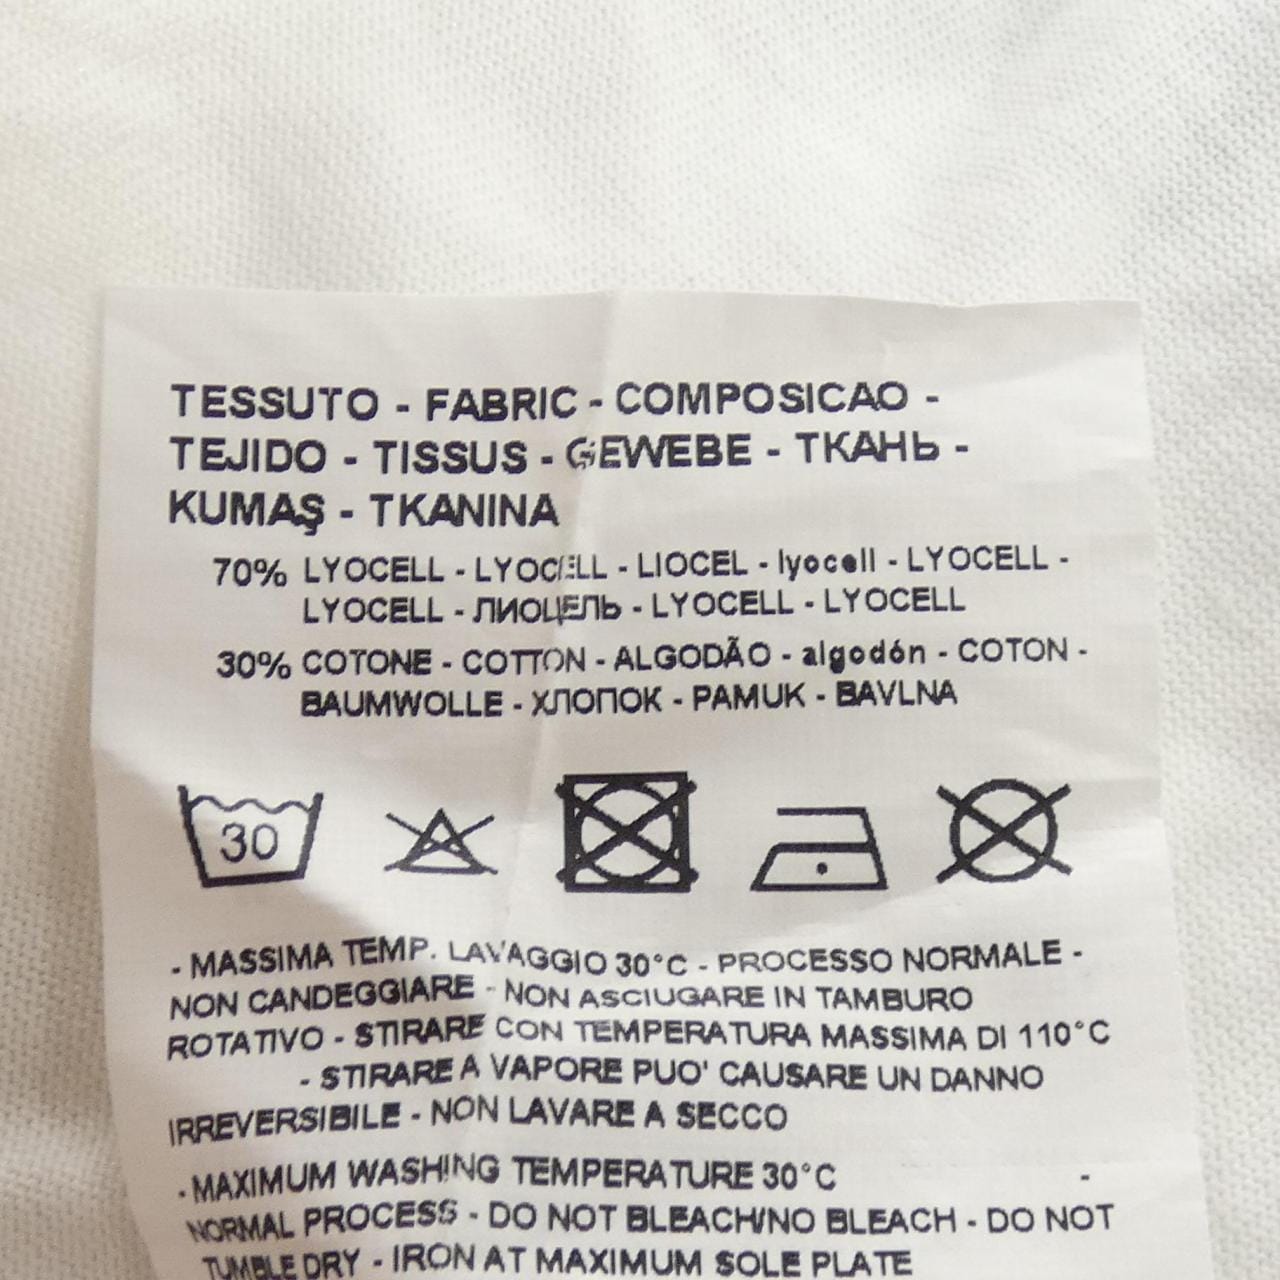 TESSUTO - FABRIC - COMPOSICAO -
TEJIDO - TISSUS - GEWEBE - ТКАНЬ -
KUMAŞ - TKANINA
70% LYOCELL - LYOCELL - LIOCEL - lyocell - LYOCELL -
LYOCELL - ЛИОЦЕЛЬ - LYOCELL - LYOCELL
30% COTONE - COTTON - ALGODÃO - algodón - COTON -
BAUMWOLLE - ХЛОПОК - PAMUK - BAVLNA
30
- MASSIMA TEMP. LAVAGGIO 30°C - PROCESSO NORMALE -
NON CANDEGGIARE - NON ASCIUGARE IN TAMBURO
ROTATIVO - STIRARE CON TEMPERATURA MASSIMA DI 110°C
- STIRARE A VAPORE PUO' CAUSARE UN DANNO
IRREVERSIBILE - NON LAVARE A SECCO
- MAXIMUM WASHING TEMPERATURE 30°C -
NORMAL PROCESS - DO NOT BLEACH/NO BLEACH - DO NOT
TUMBLE DRY - IRON AT MAXIMUM SOLE PLATE